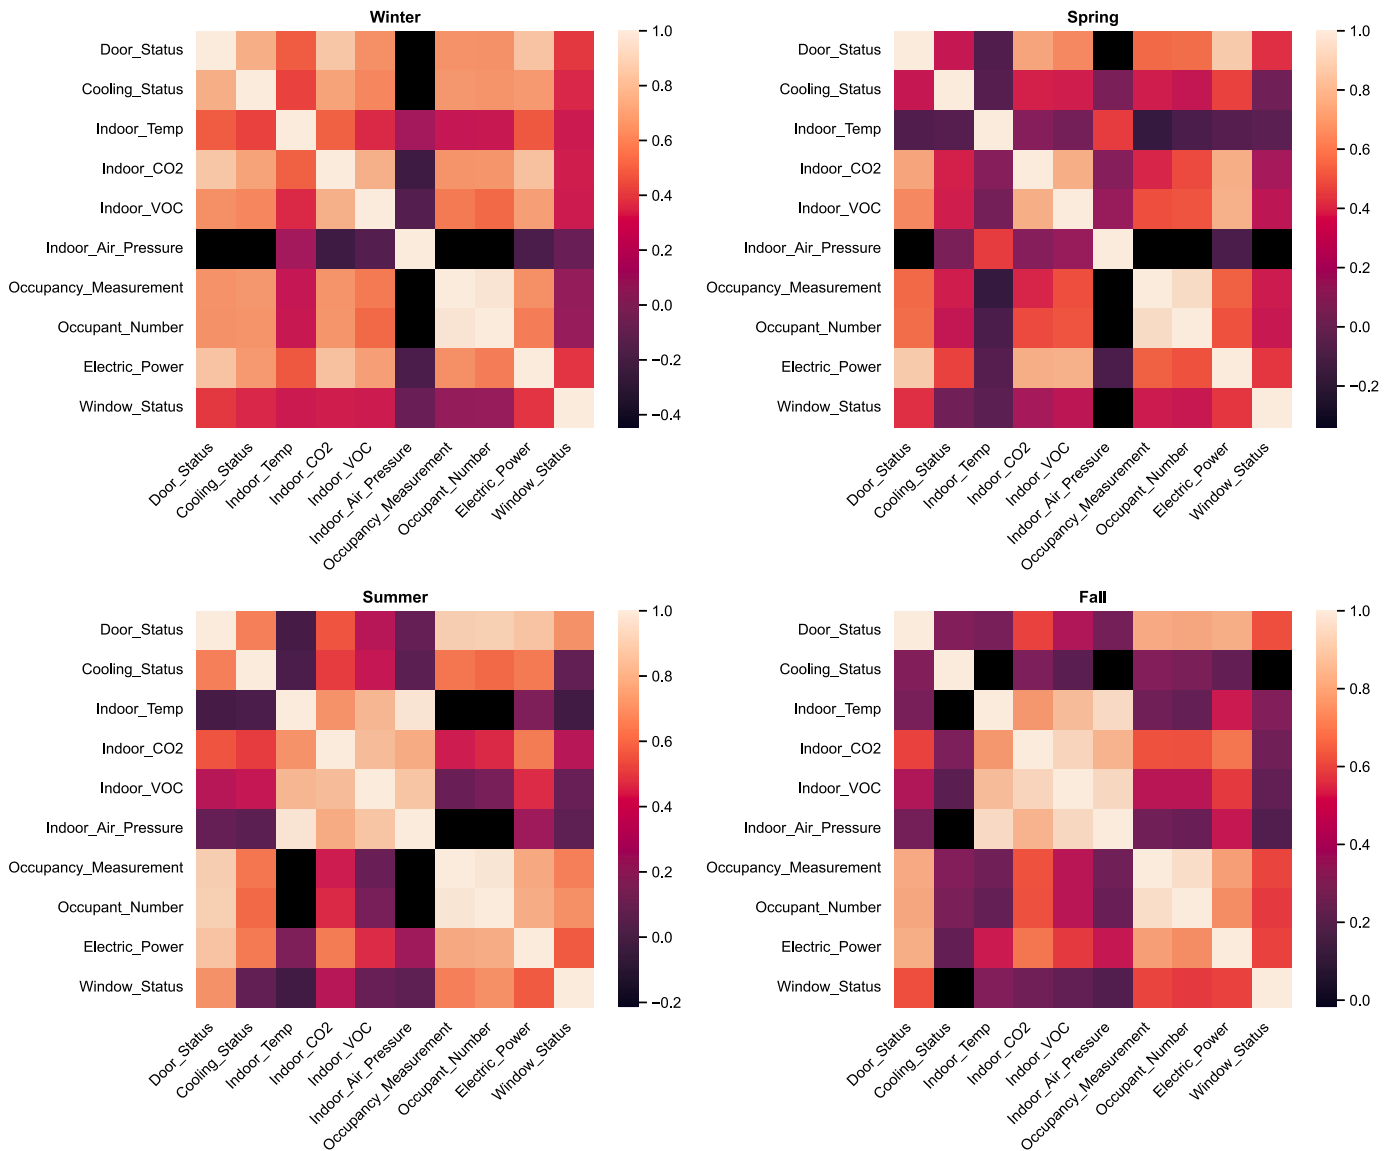 Winter
Door_Status
Cooling_Status
Indoor_Temp
Indoor_CO2
Indoor_VOC
Indoor_Air_Pressure
Occupancy_Measurement
Occupant_Number
Electric_Power
Window_Status
Door_Status
Cooling_Status
Indoor_Temp
Indoor_CO2
Indoor_VOC
Indoor_Air_Pressure
Occupancy_Measurement
Occupant_Number
Electric_Power
Window_Status
1.0
0.8
0.6
0.4
0.2
0.0
−0.2
−0.4
Spring
Door_Status
Cooling_Status
Indoor_Temp
Indoor_CO2
Indoor_VOC
Indoor_Air_Pressure
Occupancy_Measurement
Occupant_Number
Electric_Power
Window_Status
Door_Status
Cooling_Status
Indoor_Temp
Indoor_CO2
Indoor_VOC
Indoor_Air_Pressure
Occupancy_Measurement
Occupant_Number
Electric_Power
Window_Status
1.0
0.8
0.6
0.4
0.2
0.0
−0.2
Summer
Door_Status
Cooling_Status
Indoor_Temp
Indoor_CO2
Indoor_VOC
Indoor_Air_Pressure
Occupancy_Measurement
Occupant_Number
Electric_Power
Window_Status
Door_Status
Cooling_Status
Indoor_Temp
Indoor_CO2
Indoor_VOC
Indoor_Air_Pressure
Occupancy_Measurement
Occupant_Number
Electric_Power
Window_Status
1.0
0.8
0.6
0.4
0.2
0.0
−0.2
Fall
Door_Status
Cooling_Status
Indoor_Temp
Indoor_CO2
Indoor_VOC
Indoor_Air_Pressure
Occupancy_Measurement
Occupant_Number
Electric_Power
Window_Status
Door_Status
Cooling_Status
Indoor_Temp
Indoor_CO2
Indoor_VOC
Indoor_Air_Pressure
Occupancy_Measurement
Occupant_Number
Electric_Power
Window_Status
1.0
0.8
0.6
0.4
0.2
0.0